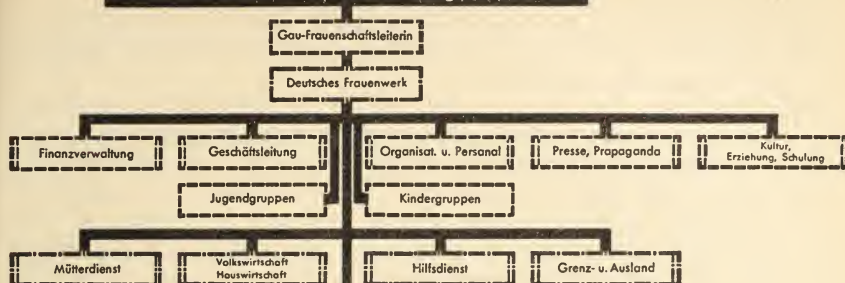 Gau-Frauenschaftsleiterin
Deutsches Frauenwerk
Finanzverwaltung
Geschäftsleitung
Organisat. u. Personal
Presse, Propaganda
Kultur,
Erziehung, Schulung
Jugendgruppen
Kindergruppen
Mütterdienst
Volkswirtschaft
Hauswirtschaft
Hilfsdienst
Grenz- u. Ausland